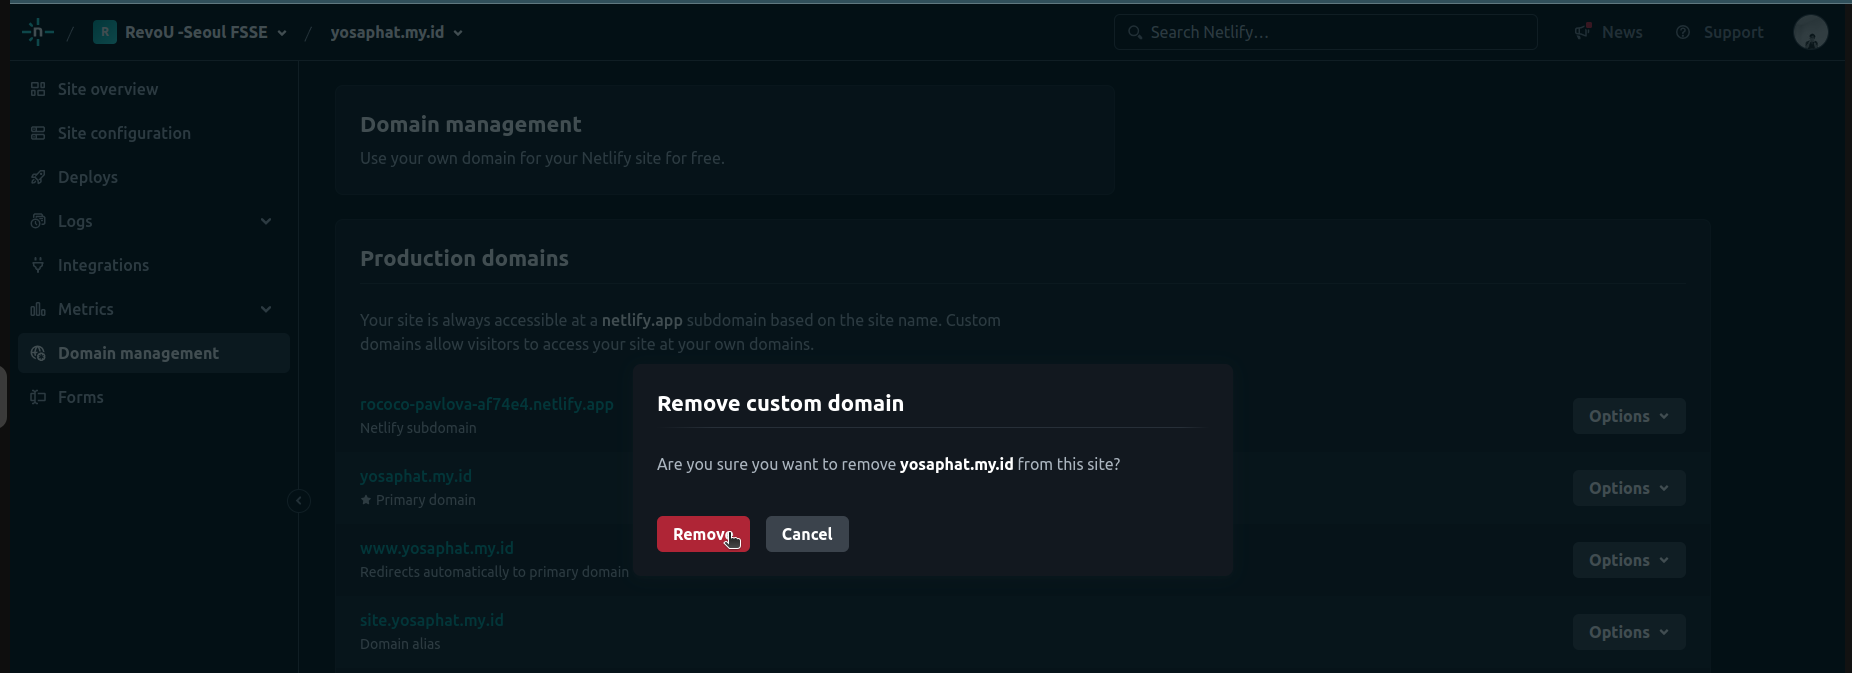 n / R RevoU -Seoul FSSE / yosaphat.my.id
Search Netlify...
News
Support
Site overview
Site configuration
Deploys
Logs
Integrations
Metrics
Domain management
Forms
Domain management
Use your own domain for your Netlify site for free.
Production domains
Your site is always accessible at a netlify.app subdomain based on the site name. Custom
domains allow visitors to access your site at your own domains.
rococo-pavlova-af74e4.netlify.app
Netlify subdomain
Options
yosaphat.my.id
★ Primary domain
Options
www.yosaphat.my.id
Redirects automatically to primary domain
Options
site.yosaphat.my.id
Domain alias
Options
Remove custom domain
Are you sure you want to remove yosaphat.my.id from this site?
Remove
Cancel